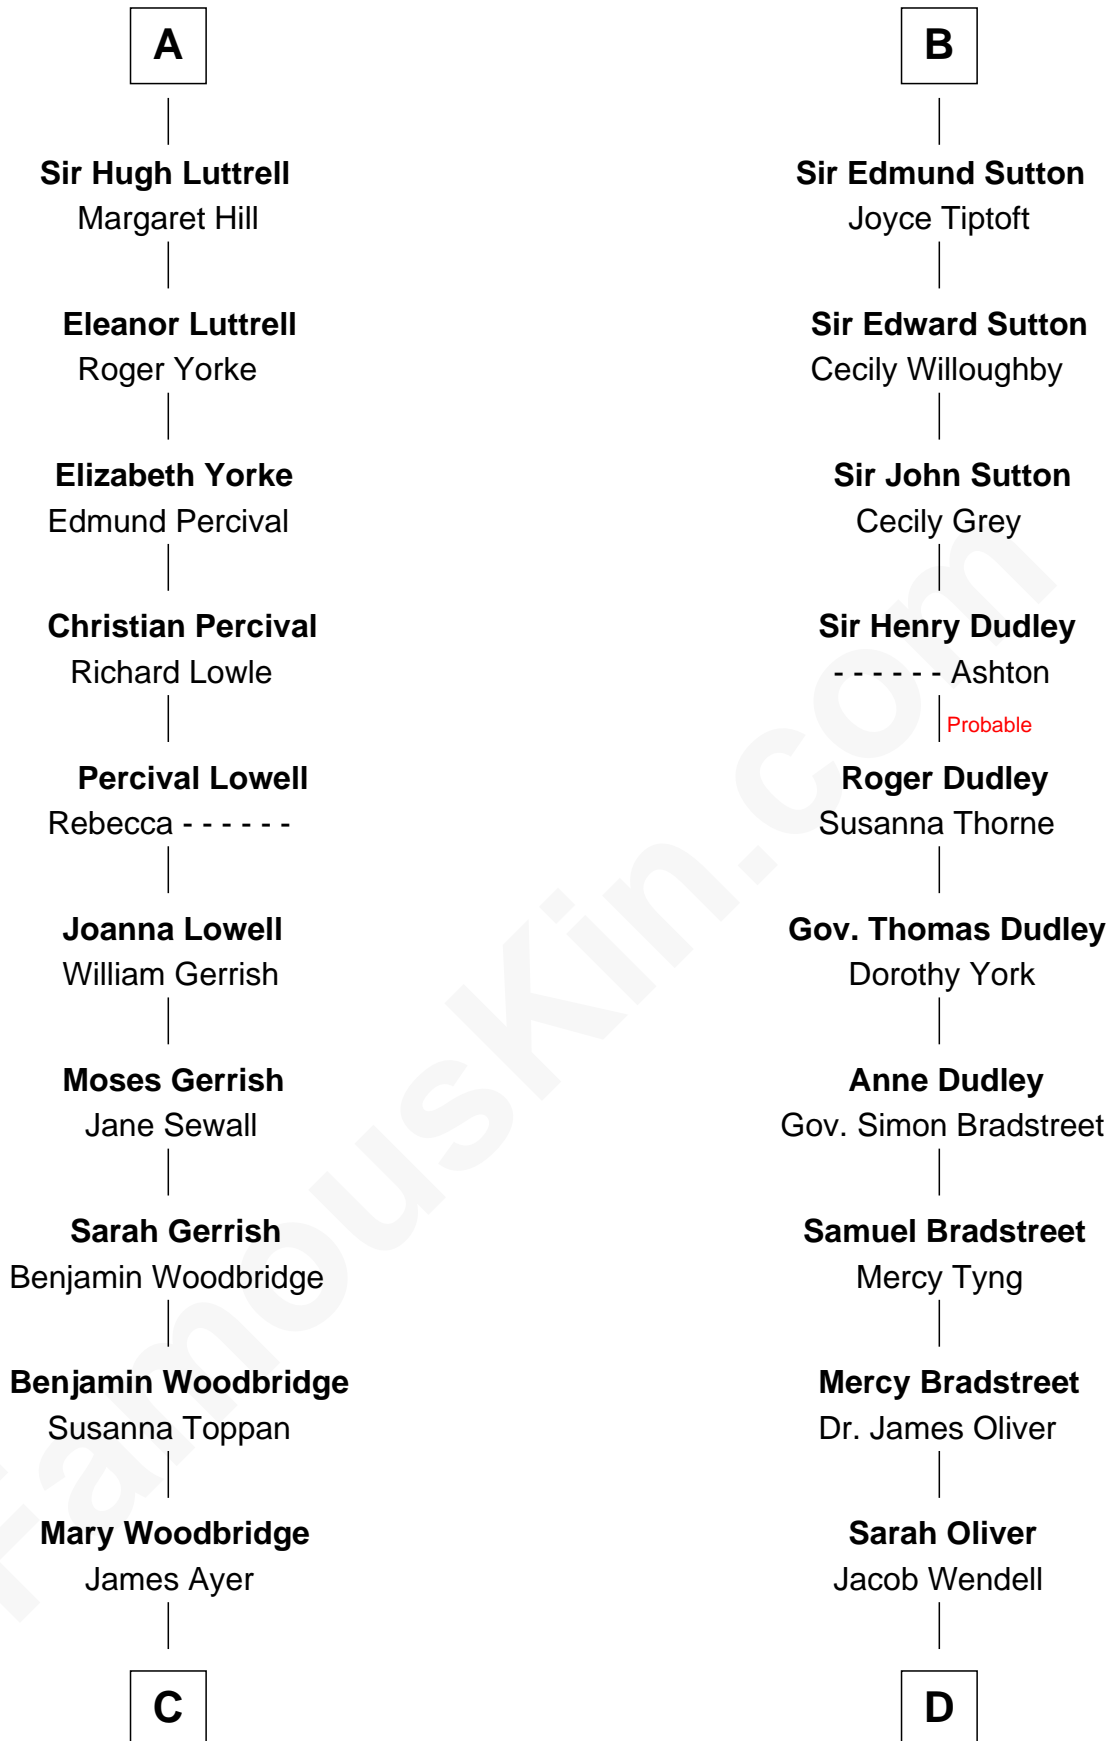 A
Sir Hugh Luttrell
Margaret Hill
Eleanor Luttrell
Roger Yorke
Elizabeth Yorke
Edmund Percival
Christian Percival
Richard Lowle
Percival Lowell
Rebecca - - - - - -
Joanna Lowell
William Gerrish
Moses Gerrish
Jane Sewall
Sarah Gerrish
Benjamin Woodbridge
Benjamin Woodbridge
Susanna Toppan
Mary Woodbridge
James Ayer
C
B
Sir Edmund Sutton
Joyce Tiptoft
Sir Edward Sutton
Cecily Willoughby
Sir John Sutton
Cecily Grey
Sir Henry Dudley
- - - - - - Ashton
Probable
Roger Dudley
Susanna Thorne
Gov. Thomas Dudley
Dorothy York
Anne Dudley
Gov. Simon Bradstreet
Samuel Bradstreet
Mercy Tyng
Mercy Bradstreet
Dr. James Oliver
Sarah Oliver
Jacob Wendell
D
FamousKin.com